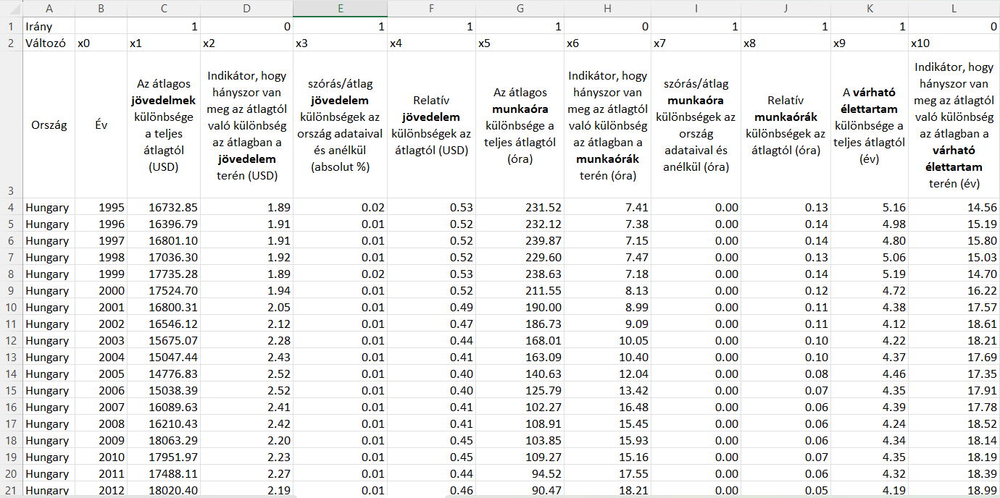 A B C D E F G H I J K L
1 Irány 1 0 1 1 1 0 1 1 1 0
2 Változó x0 x1 x2 x3 x4 x5 x6 x7 x8 x9 x10
3 Ország Év Az átlagos jövedelmek különbsége a teljes átlagtól (USD) Indikátor, hogy hányszor van meg az átlagtól való különbség az átlagban a jövedelem terén (USD) szórás/átlag jövedelem különbségek az ország adataival és anélkül (absolut %) Relatív jövedelem különbségek az átlagtól (USD) Az átlagos munkaóra különbsége a teljes átlagtól (óra) Indikátor, hogy hányszor van meg az átlagtól való különbség az átlagban a munkaórák terén (óra) szórás/átlag munkaóra különbségek az ország adataival és anélkül (óra) Relatív munkaórák különbségek az átlagtól (óra) A várható élettartam különbsége a teljes átlagtól (év) Indikátor, hogy hányszor van meg az átlagtól való különbség az átlagban a várható élettartam terén (év)
4 Hungary 1995 16732.85 1.89 0.02 0.53 231.52 7.41 0.00 0.13 5.16 14.56
5 Hungary 1996 16396.79 1.91 0.01 0.52 232.12 7.38 0.00 0.14 4.98 15.19
6 Hungary 1997 16801.10 1.91 0.01 0.52 239.87 7.15 0.00 0.14 4.80 15.80
7 Hungary 1998 17036.30 1.92 0.01 0.52 229.60 7.47 0.00 0.13 5.06 15.03
8 Hungary 1999 17735.28 1.89 0.02 0.53 238.63 7.18 0.00 0.14 5.19 14.70
9 Hungary 2000 17524.70 1.94 0.01 0.52 211.55 8.13 0.00 0.12 4.72 16.22
10 Hungary 2001 16800.31 2.05 0.01 0.49 190.00 8.99 0.00 0.11 4.38 17.57
11 Hungary 2002 16546.12 2.12 0.01 0.47 186.73 9.09 0.00 0.11 4.12 18.61
12 Hungary 2003 15675.07 2.28 0.01 0.44 168.01 10.05 0.00 0.10 4.22 18.21
13 Hungary 2004 15047.44 2.43 0.01 0.41 163.09 10.40 0.00 0.10 4.37 17.69
14 Hungary 2005 14776.83 2.52 0.01 0.40 140.63 12.04 0.00 0.08 4.46 17.35
15 Hungary 2006 15038.39 2.52 0.01 0.40 125.79 13.42 0.00 0.07 4.35 17.91
16 Hungary 2007 16089.63 2.41 0.01 0.41 102.27 16.48 0.00 0.06 4.39 17.78
17 Hungary 2008 16210.43 2.42 0.01 0.41 108.91 15.45 0.00 0.06 4.24 18.52
18 Hungary 2009 18063.29 2.20 0.01 0.45 103.85 15.93 0.00 0.06 4.34 18.14
19 Hungary 2010 17951.97 2.23 0.01 0.45 109.27 15.16 0.00 0.07 4.35 18.19
20 Hungary 2011 17488.11 2.27 0.01 0.44 94.52 17.55 0.00 0.06 4.32 18.39
21 Hungary 2012 18020.40 2.19 0.01 0.46 90.47 18.21 0.00 0.05 4.19 18.99